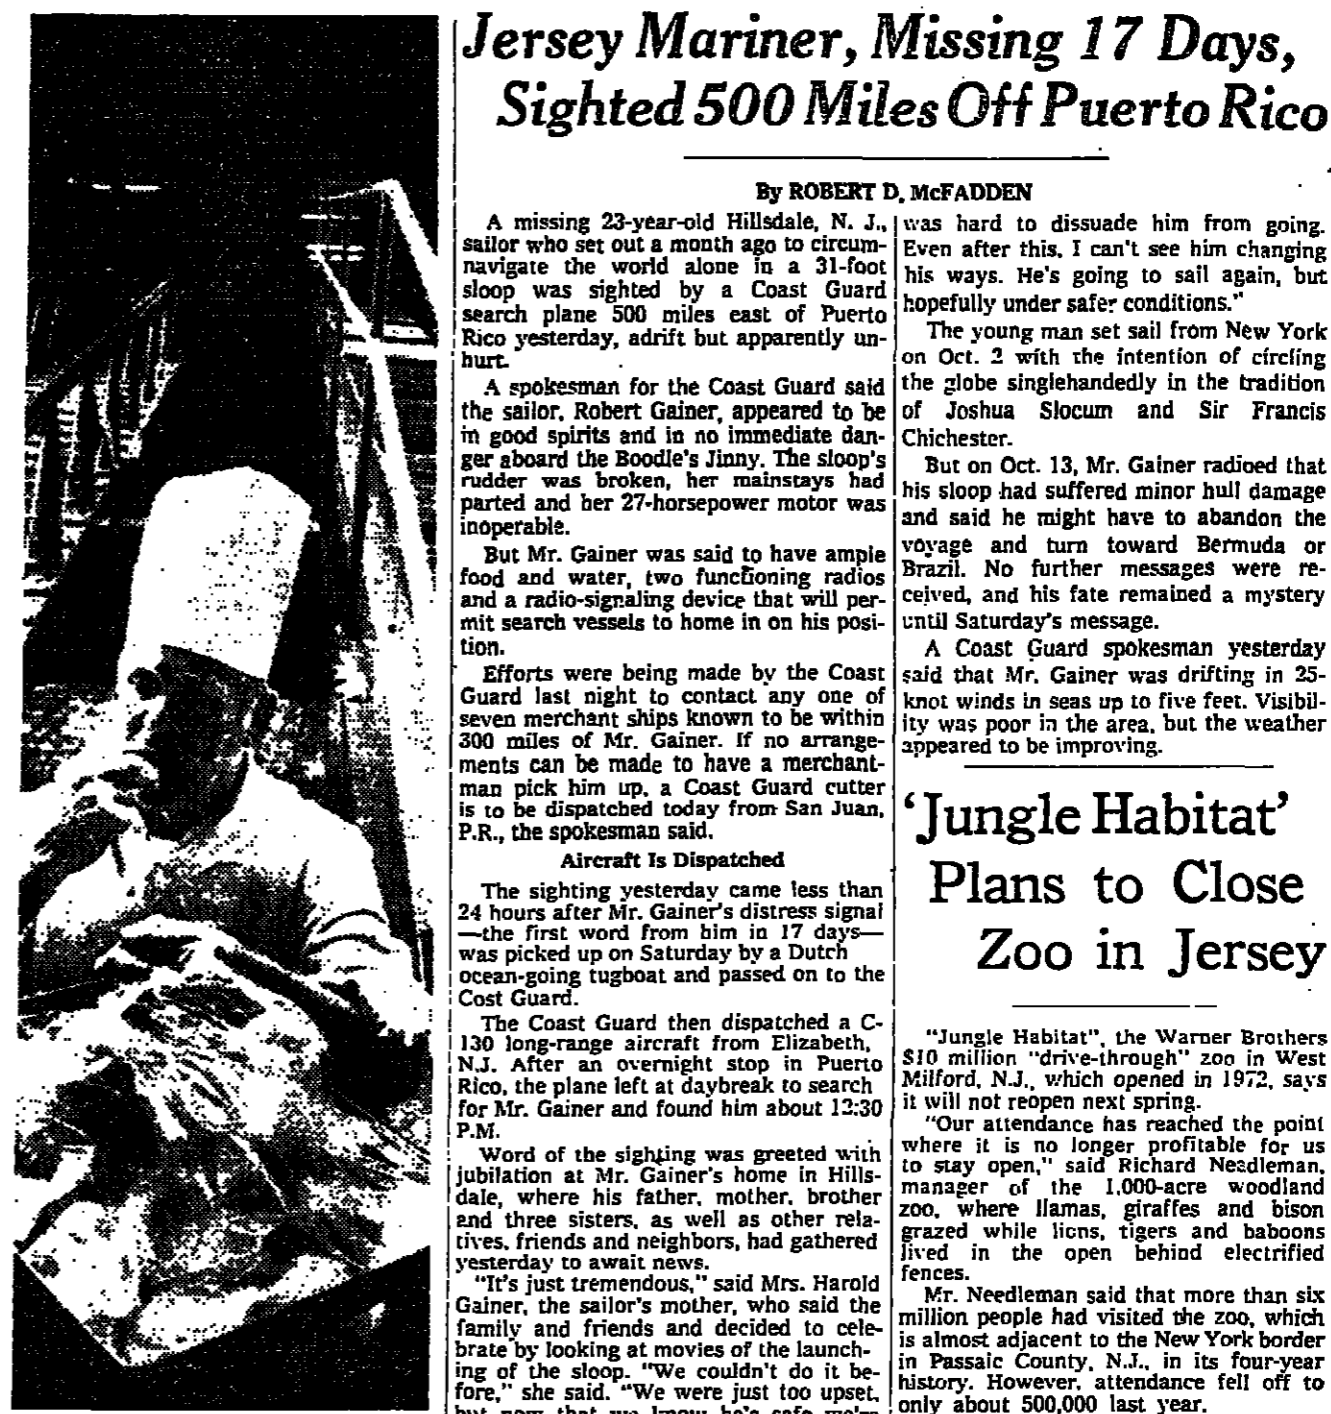 Jersey Mariner, Missing 17 Days,
Sighted 500 Miles Off Puerto Rico
By ROBERT D. McFADDEN
A missing 23-year-old Hillsdale, N. J.,
sailor who set out a month ago to circum-
navigate the world alone in a 31-foot
sloop was sighted by a Coast Guard
search plane 500 miles east of Puerto
Rico yesterday, adrift but apparently un-
hurt.
A spokesman for the Coast Guard said
the sailor, Robert Gainer, appeared to be
in good spirits and in no immediate dan-
ger aboard the Boodle's Jinny. The sloop's
rudder was broken, her mainstays had
parted and her 27-horsepower motor was
inoperable.
But Mr. Gainer was said to have ample
food and water, two functioning radios
and a radio-signaling device that will per-
mit search vessels to home in on his posi-
tion.
Efforts were being made by the Coast
Guard last night to contact any one of
seven merchant ships known to be within
300 miles of Mr. Gainer. If no arrange-
ments can be made to have a merchant-
man pick him up, a Coast Guard cutter
is to be dispatched today from San Juan,
P.R., the spokesman said.
Aircraft Is Dispatched
The sighting yesterday came less than
24 hours after Mr. Gainer's distress signal
—the first word from him in 17 days—
was picked up on Saturday by a Dutch
ocean-going tugboat and passed on to the
Cost Guard.
The Coast Guard then dispatched a C-
130 long-range aircraft from Elizabeth,
N.J. After an overnight stop in Puerto
Rico, the plane left at daybreak to search
for Mr. Gainer and found him about 12:30
P.M.
Word of the sighting was greeted with
jubilation at Mr. Gainer's home in Hills-
dale, where his father, mother, brother
and three sisters, as well as other rela-
tives, friends and neighbors, had gathered
yesterday to await news.
"It's just tremendous," said Mrs. Harold
Gainer, the sailor's mother, who said the
family and friends and decided to cele-
brate by looking at movies of the launch-
ing of the sloop. "We couldn't do it be-
fore," she said. "We were just too upset,
but now that we know he's safe we're
was hard to dissuade him from going.
Even after this, I can't see him changing
his ways. He's going to sail again, but
hopefully under safer conditions."
The young man set sail from New York
on Oct. 2 with the intention of circling
the globe singlehandedly in the tradition
of Joshua Slocum and Sir Francis
Chichester.
But on Oct. 13, Mr. Gainer radioed that
his sloop had suffered minor hull damage
and said he might have to abandon the
voyage and turn toward Bermuda or
Brazil. No further messages were re-
ceived, and his fate remained a mystery
until Saturday's message.
A Coast Guard spokesman yesterday
said that Mr. Gainer was drifting in 25-
knot winds in seas up to five feet. Visibil-
ity was poor in the area, but the weather
appeared to be improving.
'Jungle Habitat'
Plans to Close
Zoo in Jersey
"Jungle Habitat", the Warner Brothers
$10 million "drive-through" zoo in West
Milford, N.J., which opened in 1972, says
it will not reopen next spring.
"Our attendance has reached the point
where it is no longer profitable for us
to stay open," said Richard Needleman,
manager of the 1,000-acre woodland
zoo, where llamas, giraffes and bison
grazed while lions, tigers and baboons
lived in the open behind electrified
fences.
Mr. Needleman said that more than six
million people had visited the zoo, which
is almost adjacent to the New York border
in Passaic County, N.J., in its four-year
history. However, attendance fell off to
only about 500,000 last year.